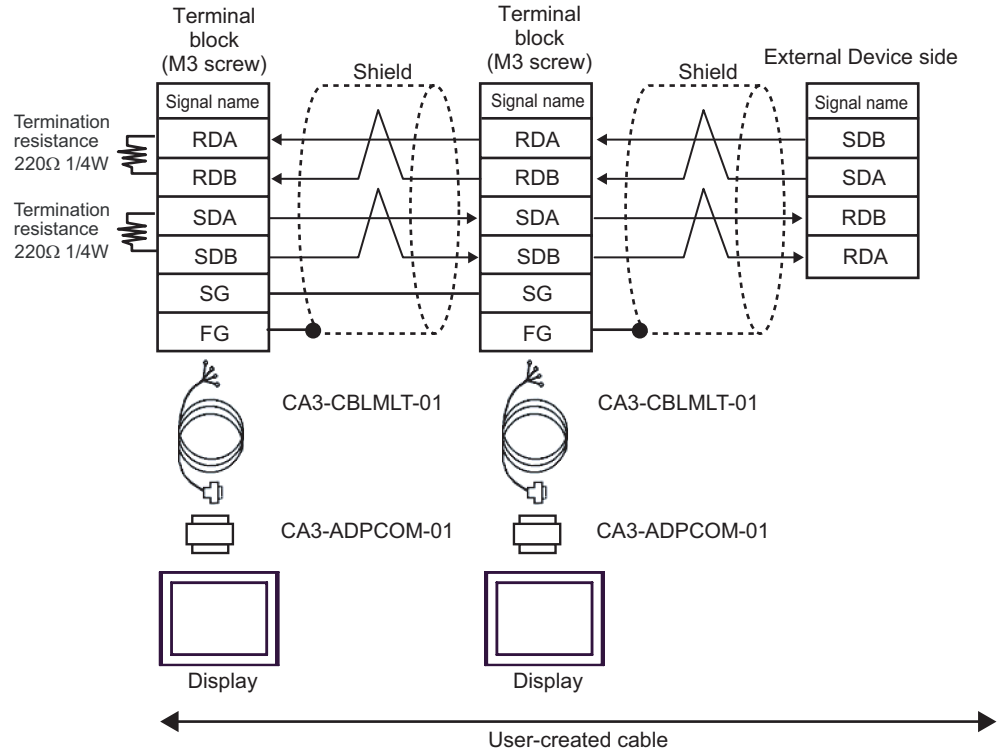 Terminal
block
(M3 screw)
Terminal
block
(M3 screw)
External Device side
Shield
Shield
Signal name
Signal name
Signal name
Termination
resistance
220Ω 1/4W
RDA
RDA
SDB
RDB
RDB
SDA
Termination
resistance
220Ω 1/4W
SDA
SDA
RDB
SDB
SDB
RDA
SG
SG
FG
FG
CA3-CBLMLT-01
CA3-CBLMLT-01
CA3-ADPCOM-01
CA3-ADPCOM-01
Display
Display
User-created cable